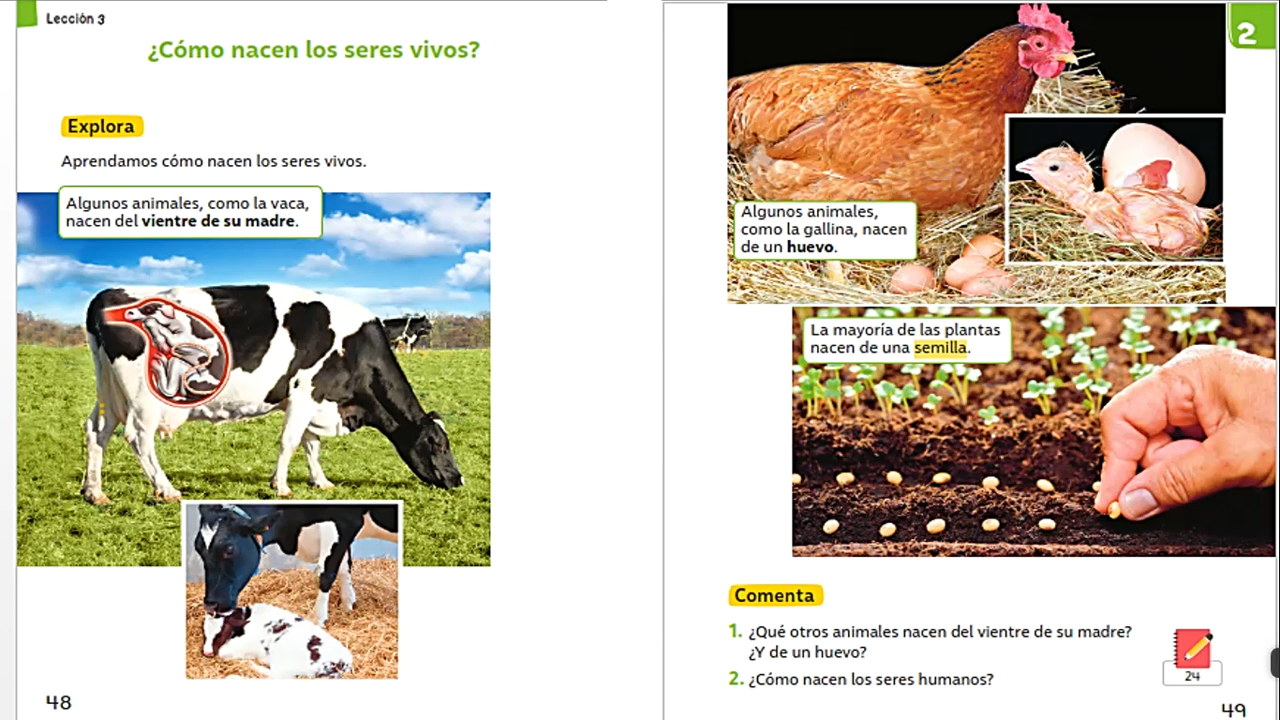 Lección 3
¿Cómo nacen los seres vivos?
Explora
Aprendamos cómo nacen los seres vivos.
Algunos animales, como la vaca,
nacen del vientre de su madre.
48
2
Algunos animales,
como la gallina, nacen
de un huevo.
La mayoría de las plantas
nacen de una semilla.
Comenta
1. ¿Qué otros animales nacen del vientre de su madre?
¿Y de un huevo?
2. ¿Cómo nacen los seres humanos?
24
49